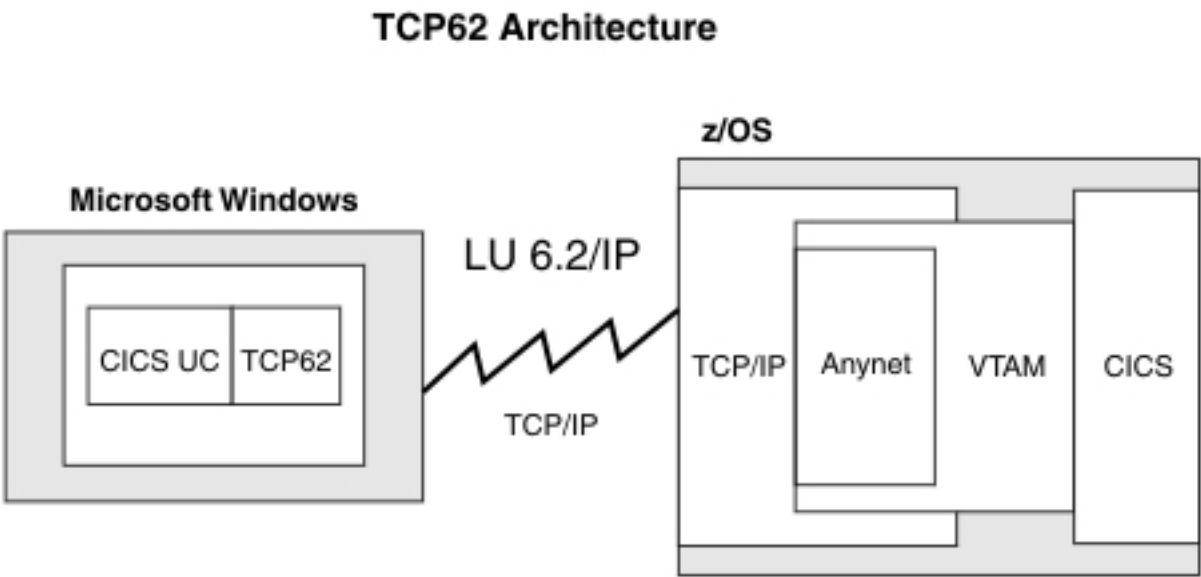 TCP62 Architecture
z/OS
Microsoft Windows
LU 6.2/IP
CICS UC
TCP62
TCP/IP
TCP/IP
Anynet
VTAM
CICS